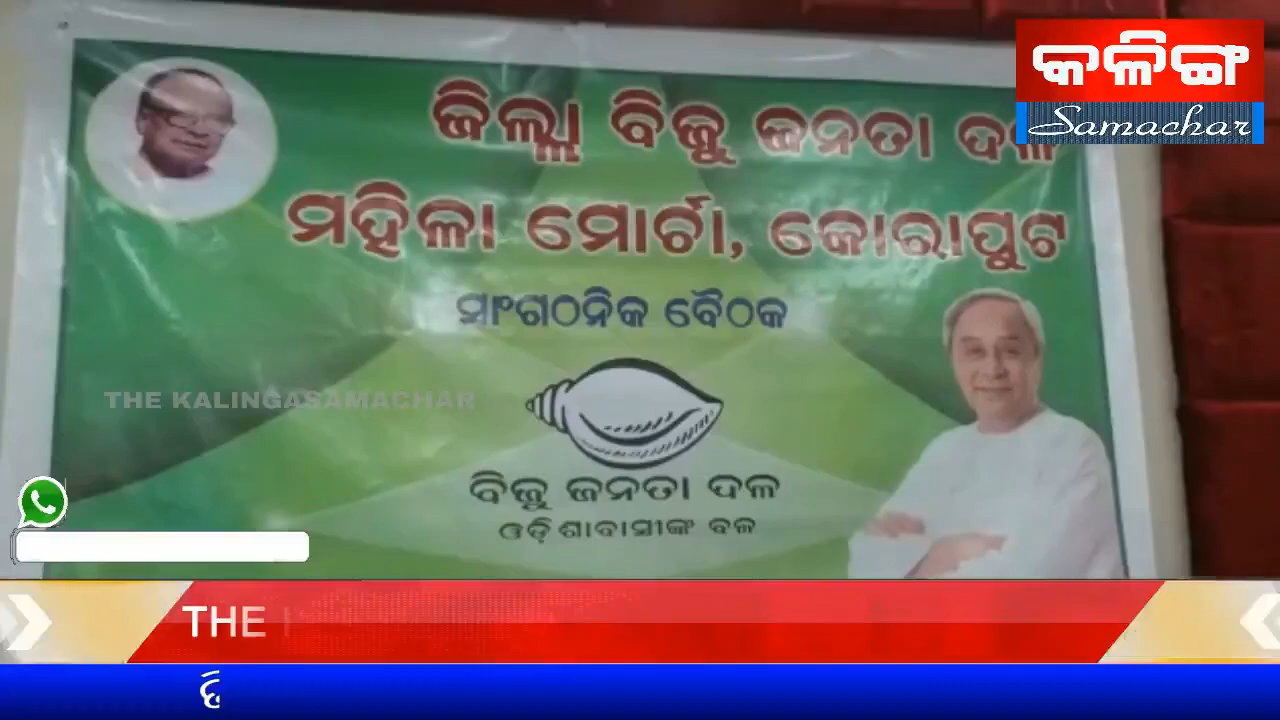 କଳିଙ୍ଗ
Samachar
ଜିଲ୍ଲା ବିଜୁ ଜନତା ଦଳ
ମହିଳା ମୋର୍ଚା, କୋରାପୁଟ
ସାଂଗଠନିକ ବୈଠକ
THE KALINGASAMACHAR
ବିଜୁ ଜନତା ଦଳ
ଓଡ଼ିଶାବାସୀଙ୍କ ବଳ
THE